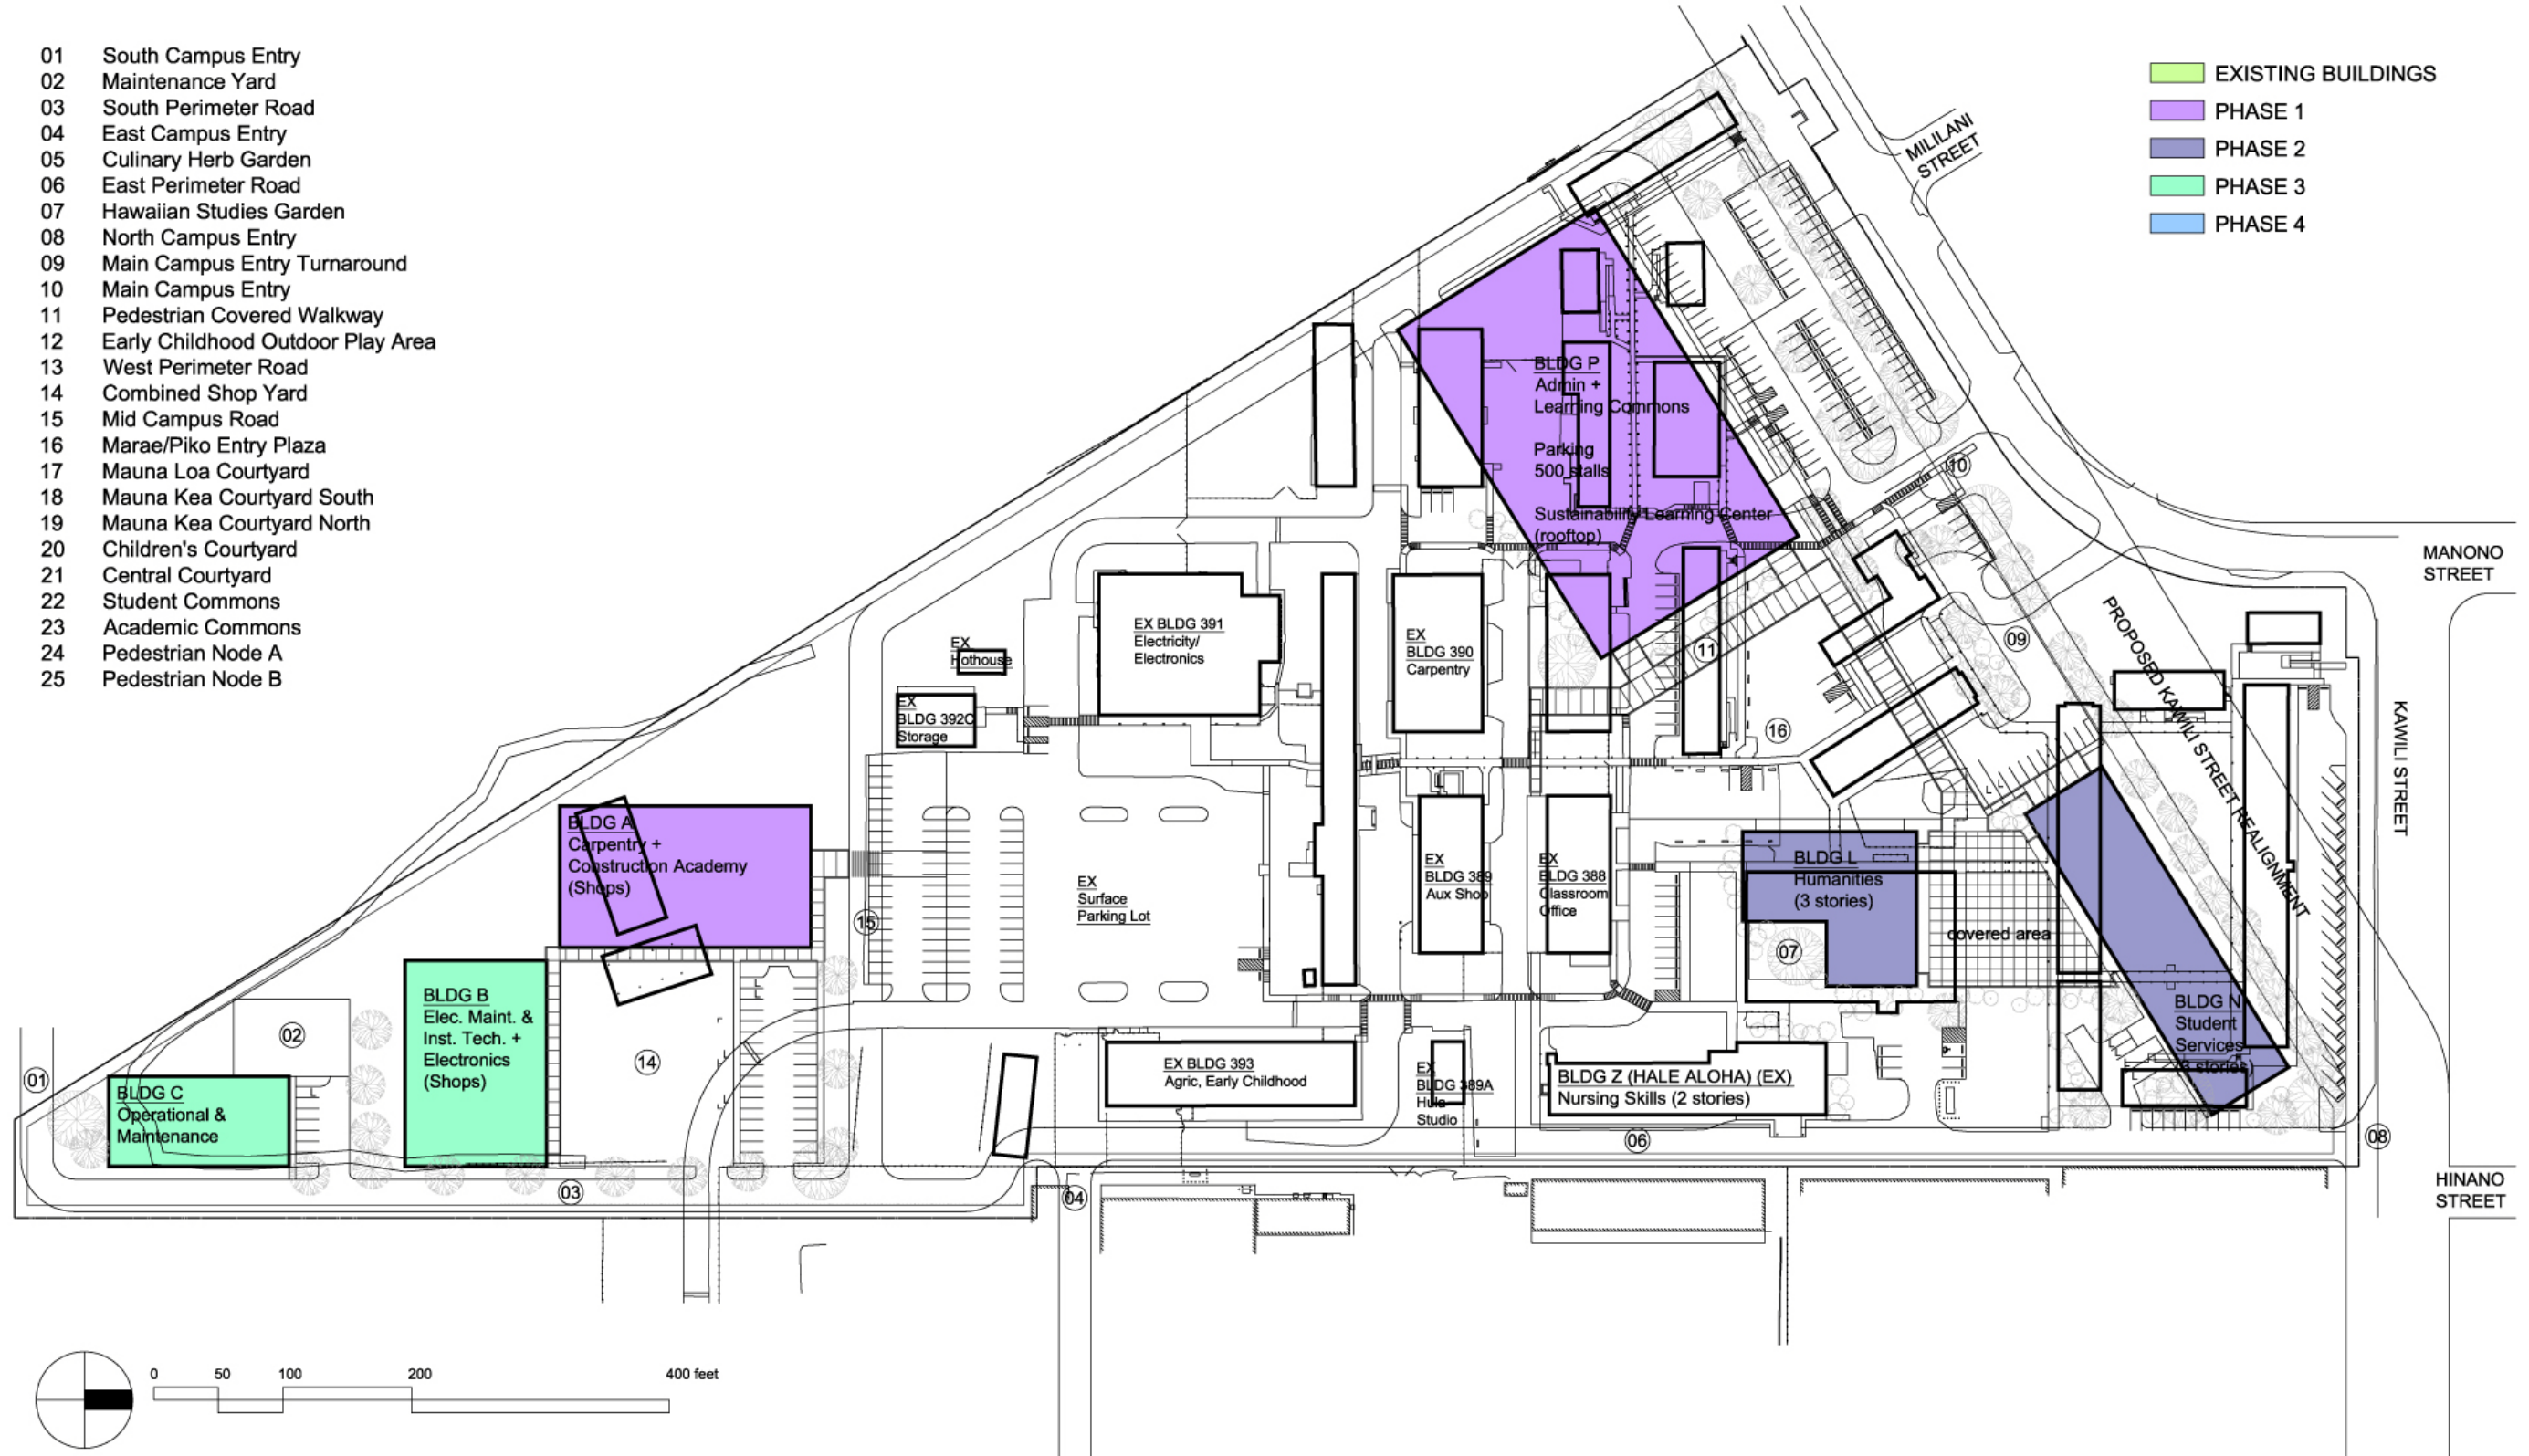 01 South Campus Entry
02 Maintenance Yard
03 South Perimeter Road
04 East Campus Entry
05 Culinary Herb Garden
06 East Perimeter Road
07 Hawaiian Studies Garden
08 North Campus Entry
09 Main Campus Entry Turnaround
10 Main Campus Entry
11 Pedestrian Covered Walkway
12 Early Childhood Outdoor Play Area
13 West Perimeter Road
14 Combined Shop Yard
15 Mid Campus Road
16 Marae/Piko Entry Plaza
17 Mauna Loa Courtyard
18 Mauna Kea Courtyard South
19 Mauna Kea Courtyard North
20 Children's Courtyard
21 Central Courtyard
22 Student Commons
23 Academic Commons
24 Pedestrian Node A
25 Pedestrian Node B
EXISTING BUILDINGS
PHASE 1
PHASE 2
PHASE 3
PHASE 4
MILILANI
STREET
BLDG P
Admin +
Learning Commons
Parking
500 stalls
Sustainability Learning Center
(rooftop)
10
MANONO
STREET
PROPOSED KAWILI STREET REALIGNMENT
KAWILI STREET
09
11
16
EX BLDG 391
Electricity/
Electronics
EX
BLDG 390
Carpentry
EX
Hothouse
EX
BLDG 392C
Storage
BLDG A
Carpentry +
Construction Academy
(Shops)
15
EX
Surface
Parking Lot
EX
BLDG 389
Aux Shop
EX
BLDG 388
Classroom
Office
BLDG L
Humanities
(3 stories)
07
covered area
BLDG N
Student
Services
(3 stories)
BLDG B
Elec. Maint. &
Inst. Tech. +
Electronics
(Shops)
02
14
01
BLDG C
Operational &
Maintenance
EX BLDG 393
Agric, Early Childhood
EX
BLDG 389A
Hula
Studio
BLDG Z (HALE ALOHA) (EX)
Nursing Skills (2 stories)
06
08
03
04
HINANO
STREET
0 50 100 200 400 feet